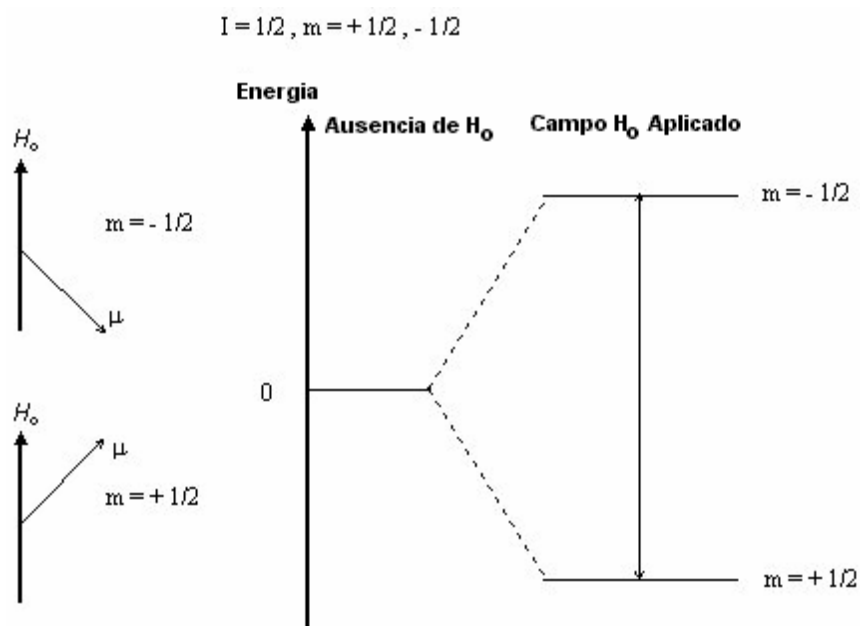 I = 1/2 , m = + 1/2 , - 1/2
Energia
Ausencia de Ho
Campo Ho Aplicado
Ho
m = - 1/2
μ
m = - 1/2
0
Ho
μ
m = + 1/2
m = + 1/2